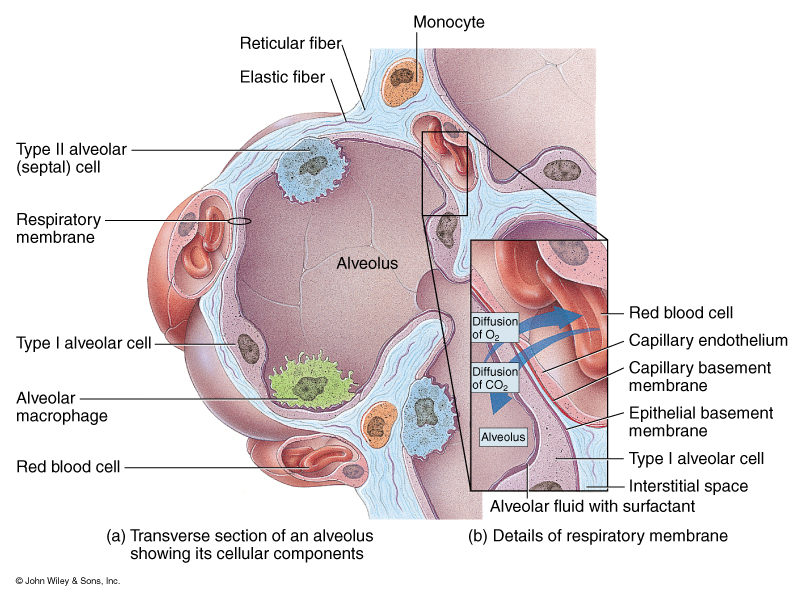 Monocyte
Reticular fiber
Elastic fiber
Type II alveolar
(septal) cell
Respiratory
membrane
Alveolus
Type I alveolar cell
Alveolar
macrophage
Red blood cell
Diffusion
of O2
Diffusion
of CO2
Alveolus
Red blood cell
Capillary endothelium
Capillary basement
membrane
Epithelial basement
membrane
Type I alveolar cell
Interstitial space
Alveolar fluid with surfactant
(a) Transverse section of an alveolus
showing its cellular components
(b) Details of respiratory membrane
© John Wiley & Sons, Inc.